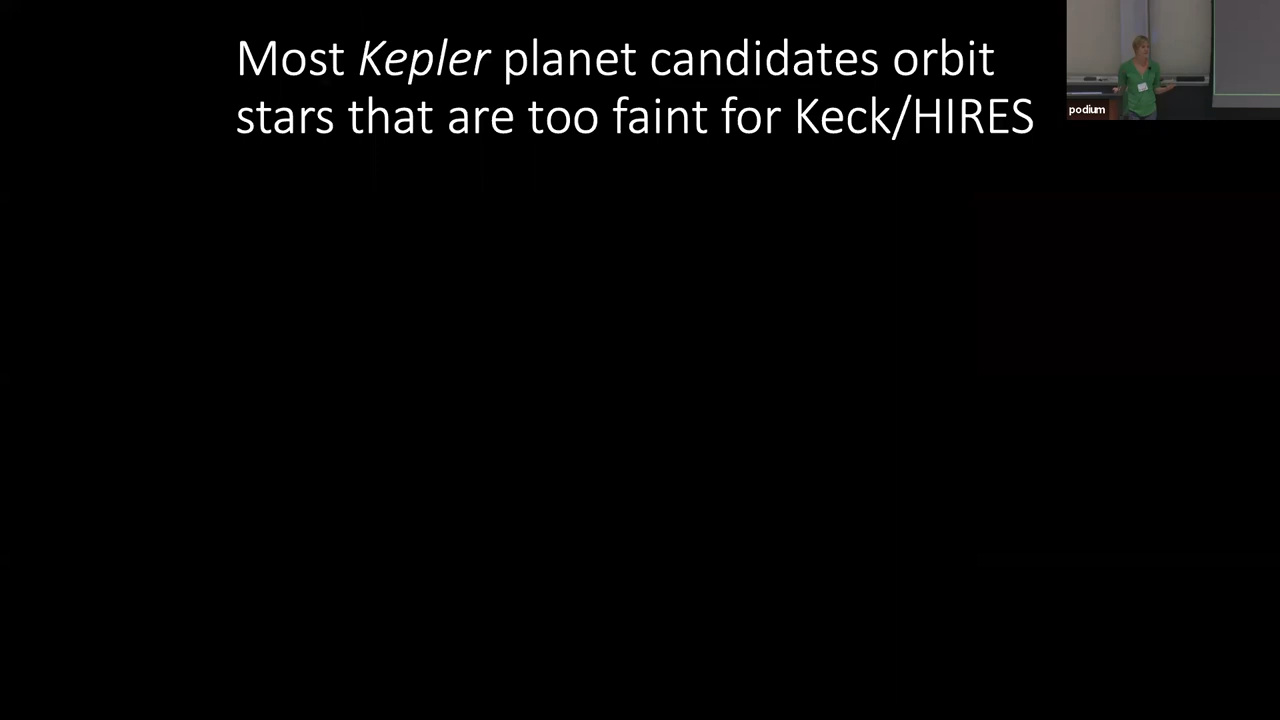 Most Kepler planet candidates orbit
stars that are too faint for Keck/HIRES
podium